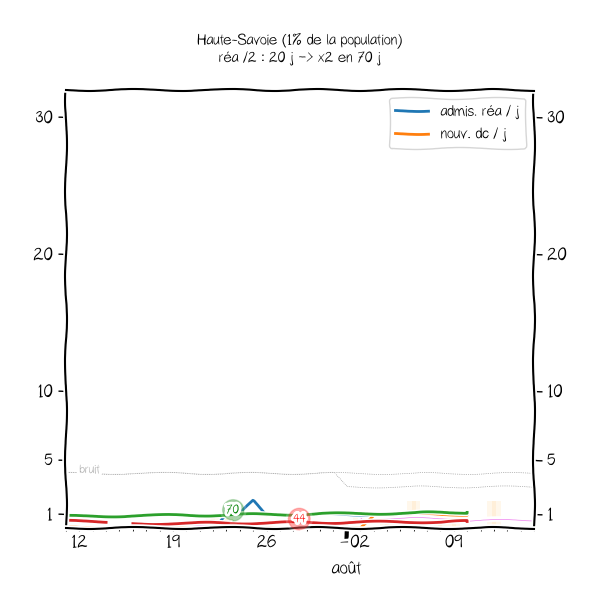 Haute-Savoie (1% de la population)
réa /2 : 20 j -> x2 en 70 j
admis. réa / j
nouv. dc / j
30
30
20
20
10
10
5
5
bruit
1
1
70
44
12
19
26
02
09
août